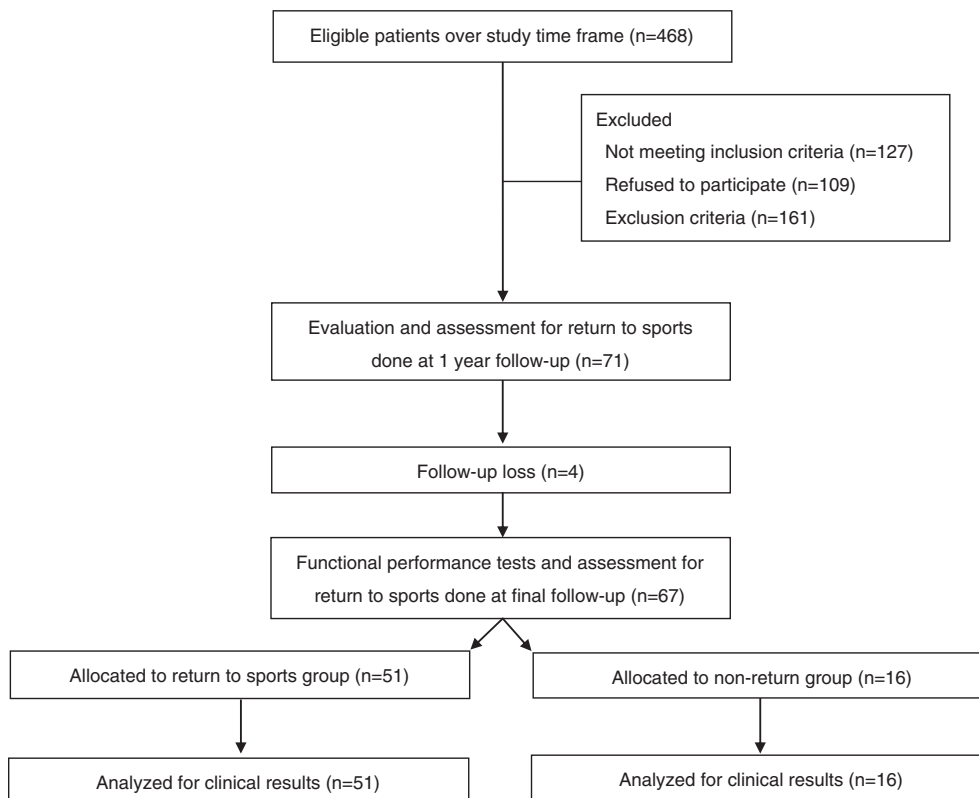 Eligible patients over study time frame (n=468)
Excluded
Not meeting inclusion criteria (n=127)
Refused to participate (n=109)
Exclusion criteria (n=161)
Evaluation and assessment for return to sports
done at 1 year follow-up (n=71)
Follow-up loss (n=4)
Functional performance tests and assessment for
return to sports done at final follow-up (n=67)
Allocated to return to sports group (n=51)
Allocated to non-return group (n=16)
Analyzed for clinical results (n=51)
Analyzed for clinical results (n=16)